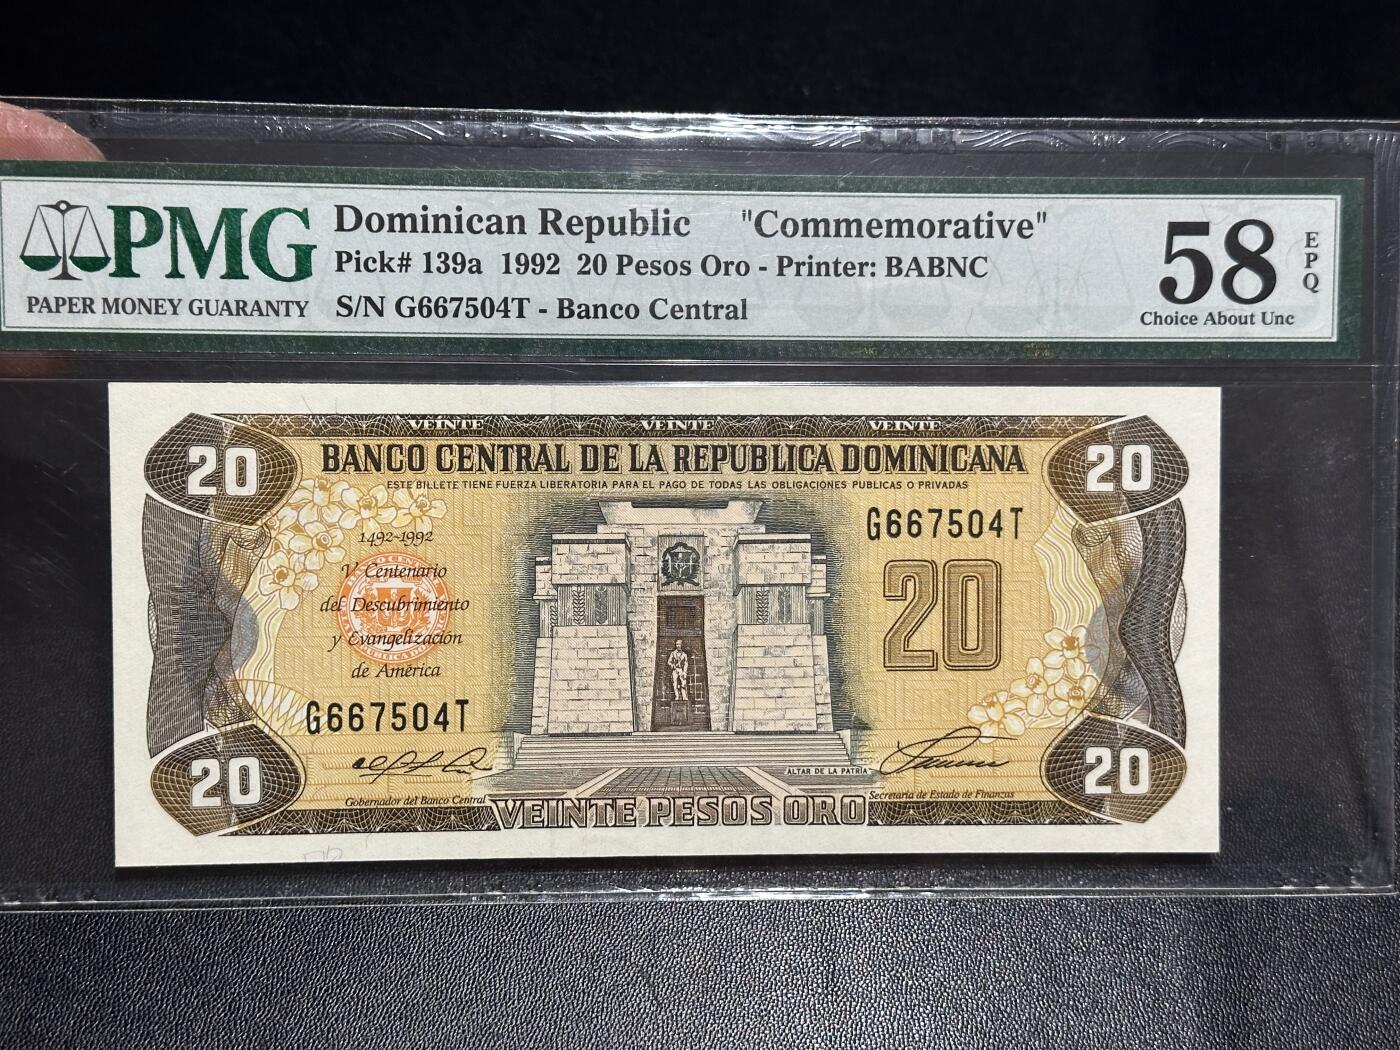 PMG
PAPER MONEY GUARANTY
Dominican Republic "Commemorative"
Pick# 139a 1992 20 Pesos Oro - Printer: BABNC
S/N G667504T - Banco Central
58
EPQ
Choice About Unc
VEINTE VEINTE VEINTE
20 20
BANCO CENTRAL DE LA REPUBLICA DOMINICANA
ESTE BILLETE TIENE FUERZA LIBERATORIA PARA EL PAGO DE TODAS LAS OBLIGACIONES PUBLICAS O PRIVADAS
G667504T
1492-1992
V Centenario
del Descubrimiento
y Evangelización
de América
20
G667504T
20 20
ALTAR DE LA PATRIA
Gobernador del Banco Central
VEINTE PESOS ORO
Secretario de Estado de Finanzas